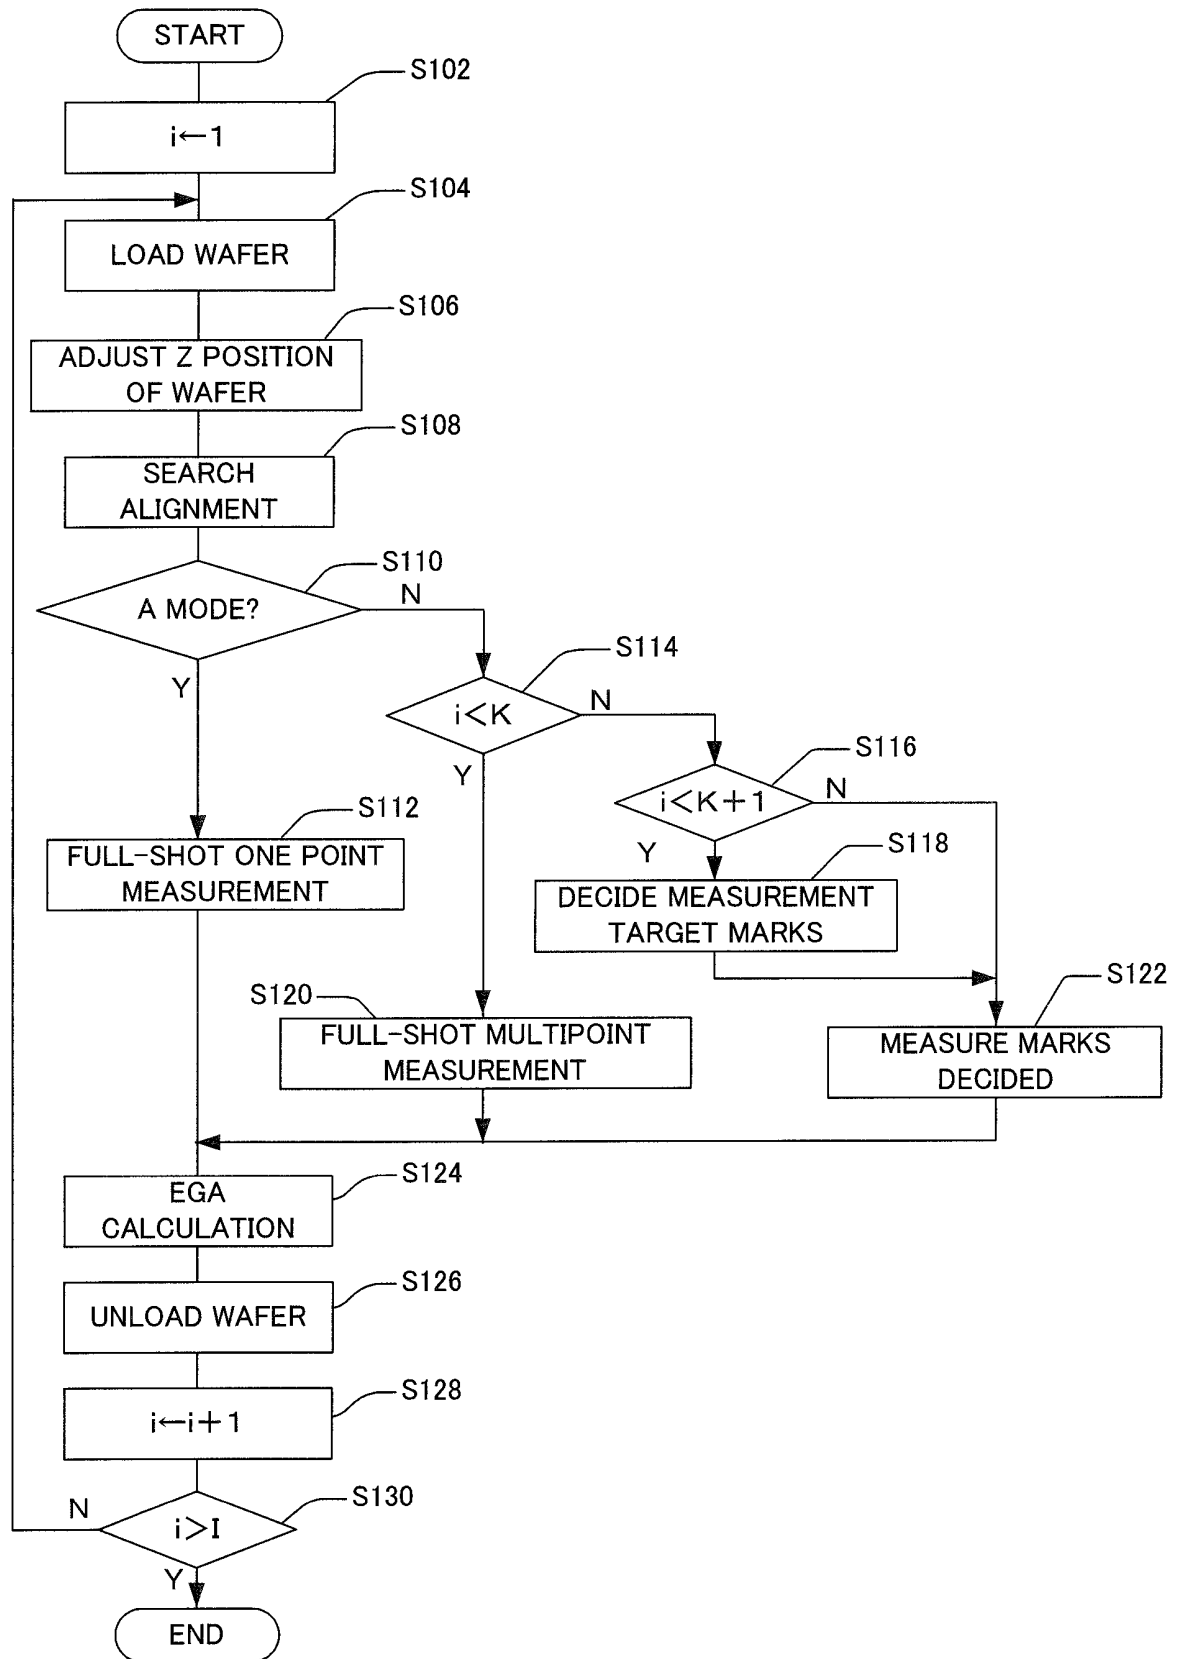 START
S102
i←1
S104
LOAD WAFER
S106
ADJUST Z POSITION
OF WAFER
S108
SEARCH
ALIGNMENT
S110
A MODE?
N
Y
S114
i<K
N
Y
S116
i<K+1
N
Y
S112
FULL-SHOT ONE POINT
MEASUREMENT
S118
DECIDE MEASUREMENT
TARGET MARKS
S120
FULL-SHOT MULTIPOINT
MEASUREMENT
S122
MEASURE MARKS
DECIDED
S124
EGA
CALCULATION
S126
UNLOAD WAFER
S128
i←i+1
S130
i>I
N
Y
END